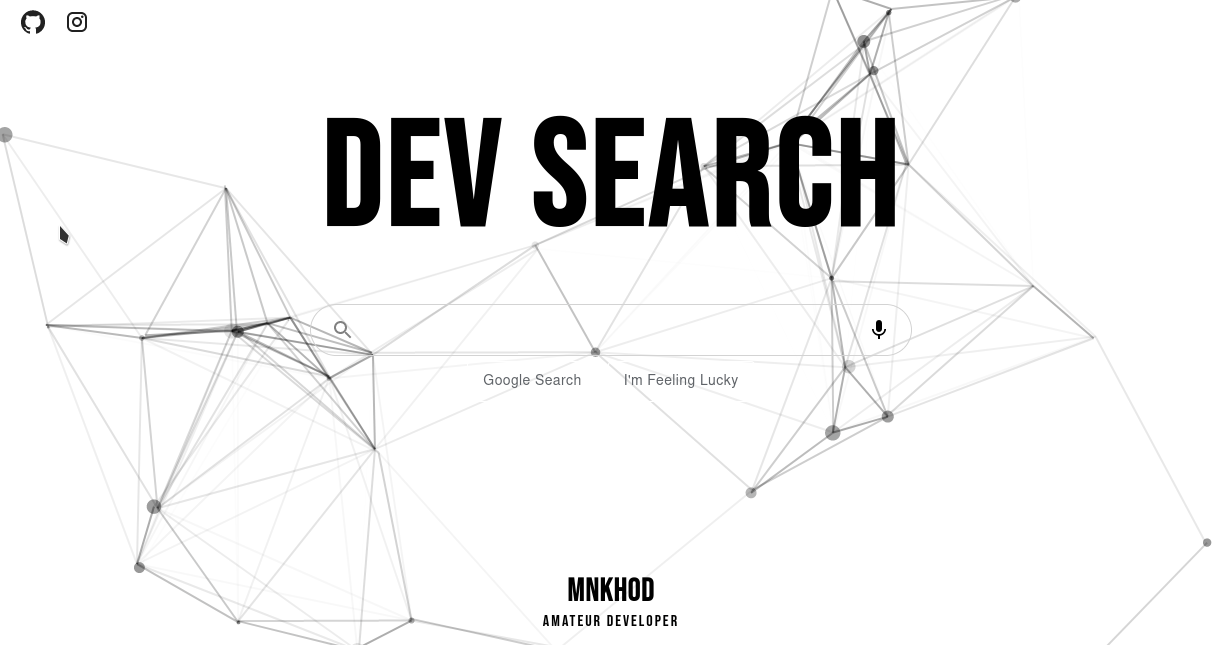 DEV SEARCH
Google Search I'm Feeling Lucky
MNKHOD
AMATEUR DEVELOPER